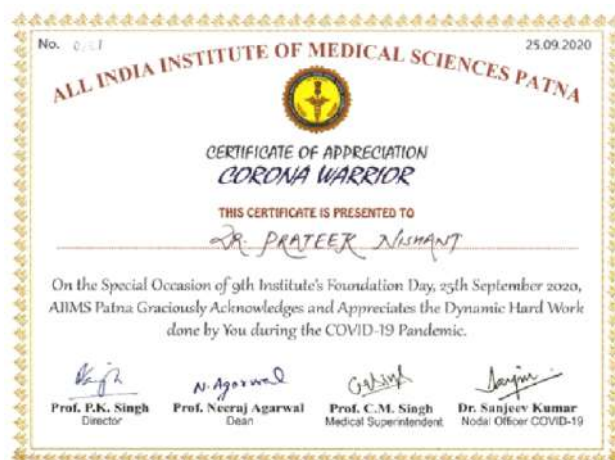 No.
25.09.2020
ALL INDIA INSTITUTE OF MEDICAL SCIENCES PATNA
CERTIFICATE OF APPRECIATION
CORONA WARRIOR
THIS CERTIFICATE IS PRESENTED TO
DR. PRATEEK NISHANT
On the Special Occasion of 9th Institute's Foundation Day, 25th September 2020,
AIIMS Patna Graciously Acknowledges and Appreciates the Dynamic Hard Work
done by You during the COVID-19 Pandemic.
N. Agarwal
Prof. P.K. Singh Prof. Neeraj Agarwal Prof. C.M. Singh Dr. Sanjeev Kumar
Director Dean Medical Superintendent Nodal Officer COVID-19